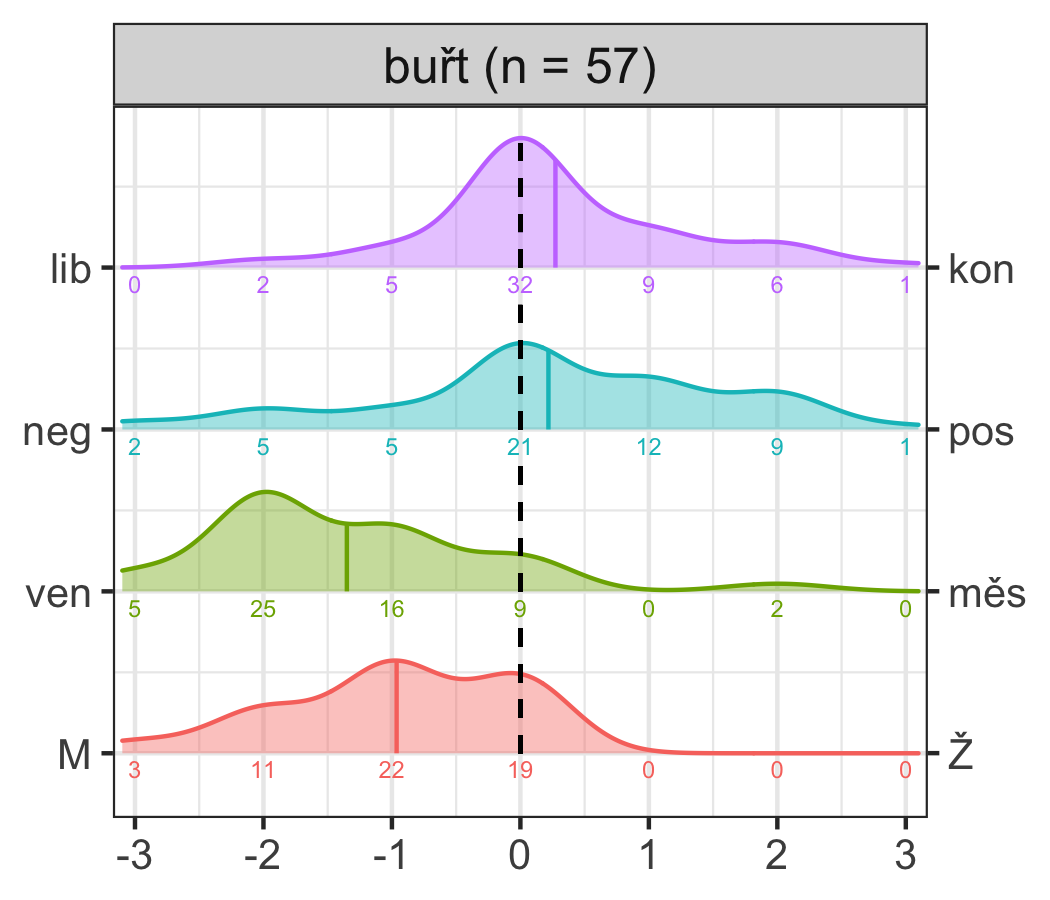 buřt (n = 57)
lib kon
0 2 5 32 9 6 1
neg pos
2 5 5 21 12 9 1
ven měs
5 25 16 9 0 2 0
M Ž
3 11 22 19 0 0 0
-3 -2 -1 0 1 2 3